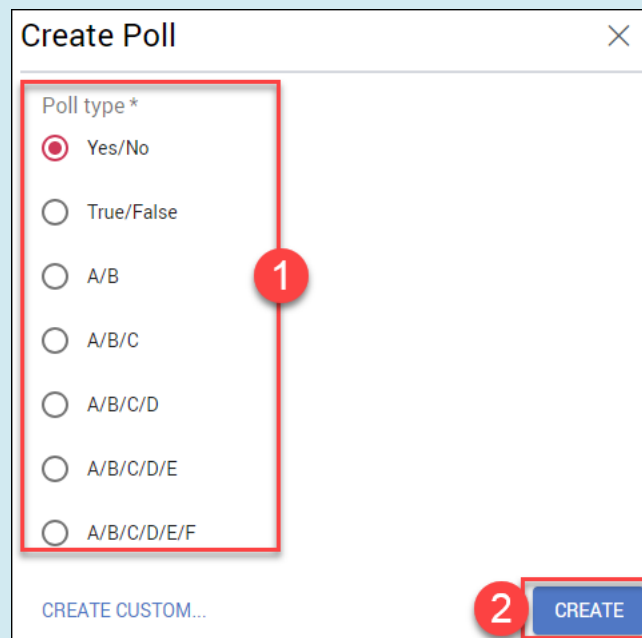 Create Poll
Poll type *
Yes/No
True/False
A/B
1
A/B/C
A/B/C/D
A/B/C/D/E
A/B/C/D/E/F
CREATE CUSTOM...
2
CREATE